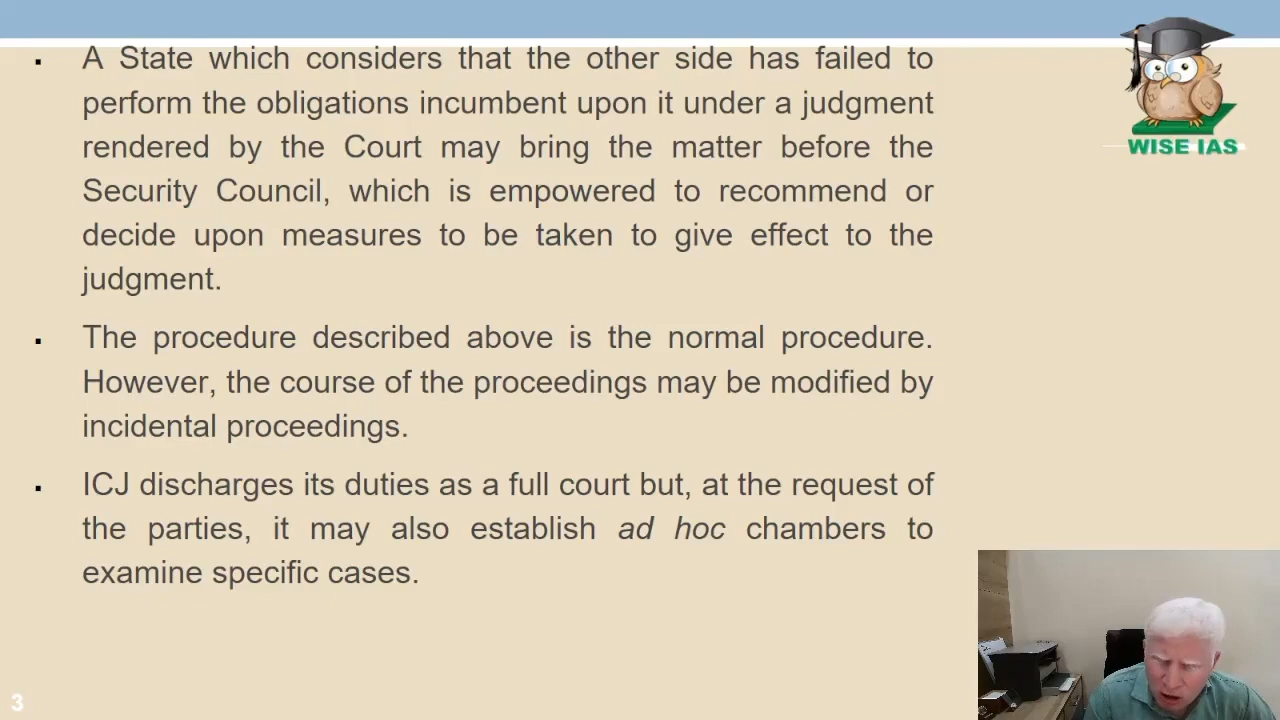 A State which considers that the other side has failed to
perform the obligations incumbent upon it under a judgment
rendered by the Court may bring the matter before the
Security Council, which is empowered to recommend or
decide upon measures to be taken to give effect to the
judgment.
The procedure described above is the normal procedure.
However, the course of the proceedings may be modified by
incidental proceedings.
ICJ discharges its duties as a full court but, at the request of
the parties, it may also establish ad hoc chambers to
examine specific cases.
WISE IAS
3